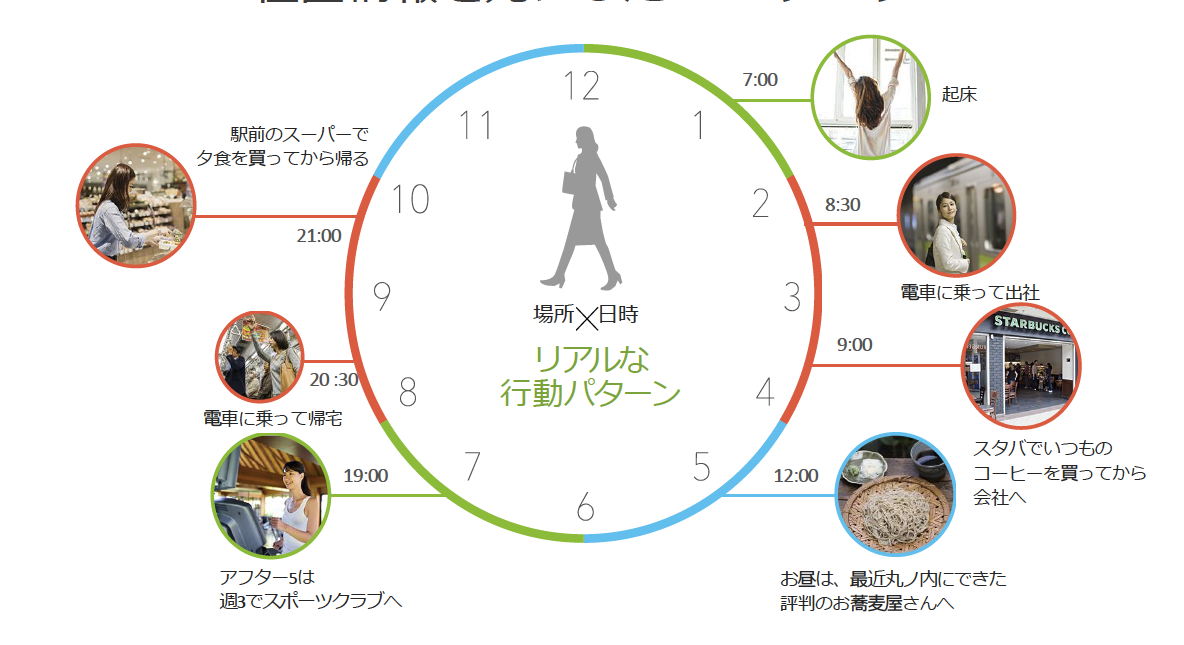 12
1
2
3
4
5
6
7
8
9
10
11
7:00
起床
8:30
電車に乗って出社
9:00
STARBUCKS
スタバでいつもの
コーヒーを買ってから
会社へ
12:00
お昼は、最近丸ノ内にできた
評判のお蕎麦屋さんへ
19:00
アフター5は
週3でスポーツクラブへ
20 :30
電車に乗って帰宅
21:00
駅前のスーパーで
夕食を買ってから帰る
場所×日時
リアルな
行動パターン